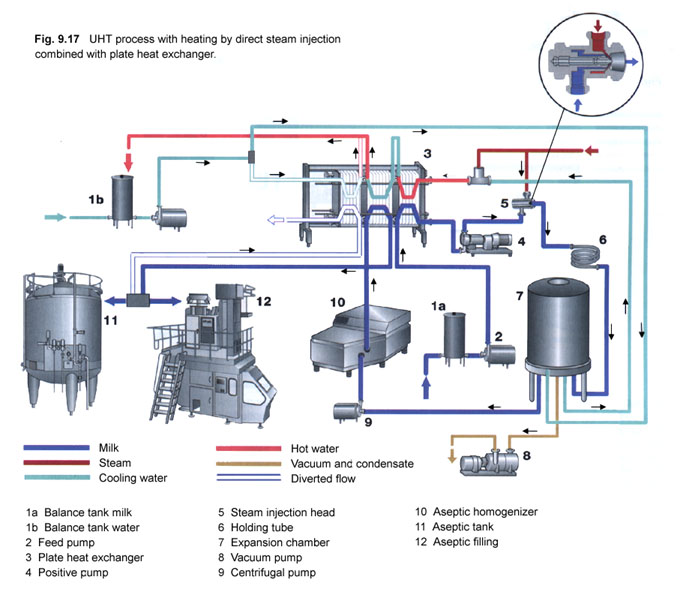 Fig. 9.17 UHT process with heating by direct steam injection
combined with plate heat exchanger.
1b
3
5
4
6
11
12
10
1a
2
7
9
8
Milk
Steam
Cooling water
Hot water
Vacuum and condensate
Diverted flow
1a Balance tank milk
1b Balance tank water
2 Feed pump
3 Plate heat exchanger
4 Positive pump
5 Steam injection head
6 Holding tube
7 Expansion chamber
8 Vacuum pump
9 Centrifugal pump
10 Aseptic homogenizer
11 Aseptic tank
12 Aseptic filling